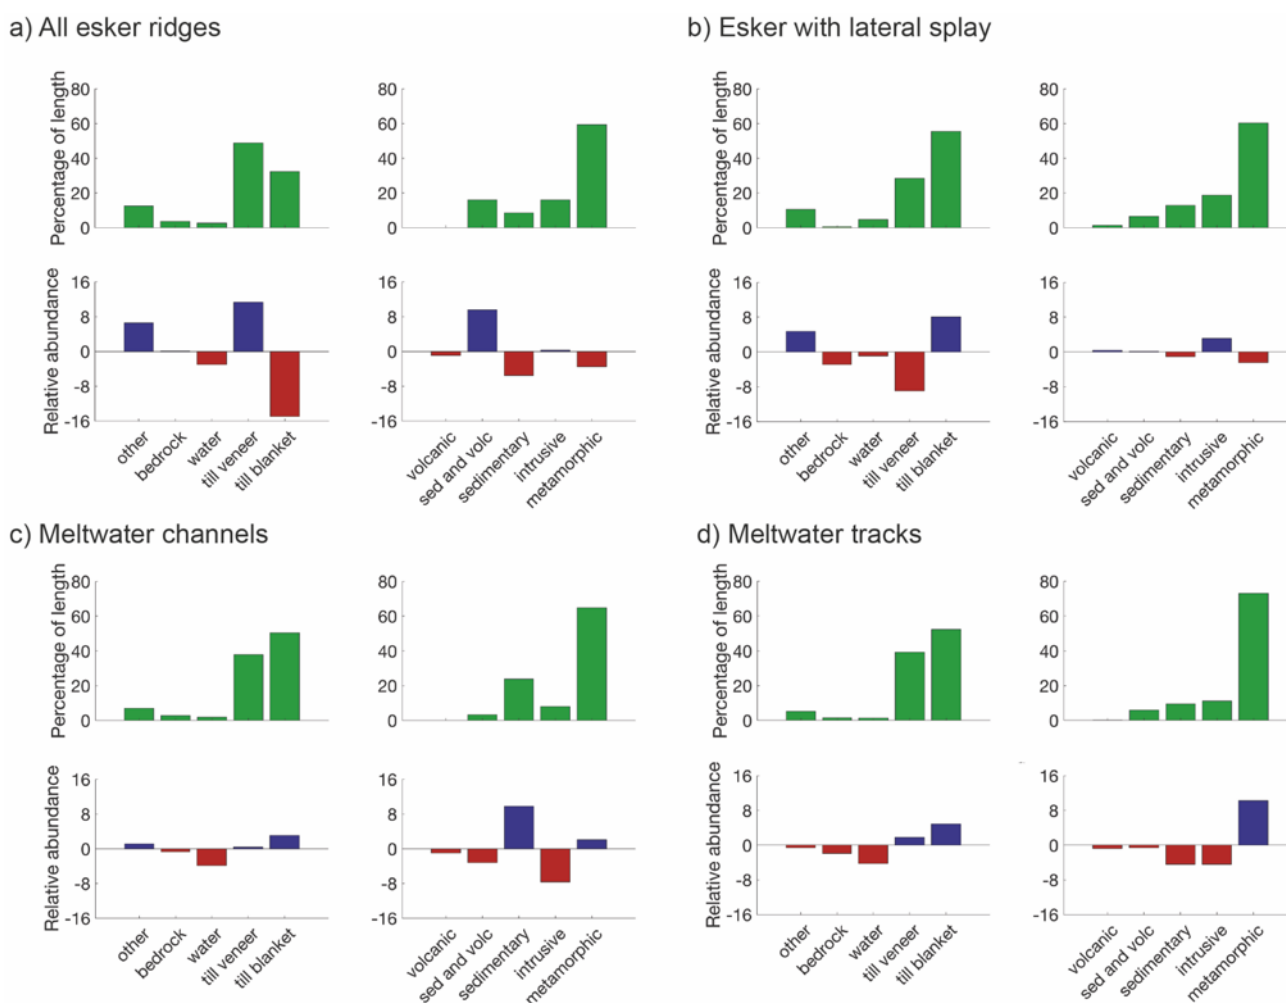 a) All esker ridges
b) Esker with lateral splay
Percentage of length
80
60
40
20
0
80
60
40
20
0
Percentage of length
80
60
40
20
0
80
60
40
20
0
Relative abundance
16
8
0
-8
-16
16
8
0
-8
-16
Relative abundance
16
8
0
-8
-16
16
8
0
-8
-16
other
bedrock
water
till veneer
till blanket
volcanic
sed and volc
sedimentary
intrusive
metamorphic
other
bedrock
water
till veneer
till blanket
volcanic
sed and volc
sedimentary
intrusive
metamorphic
c) Meltwater channels
d) Meltwater tracks
Percentage of length
80
60
40
20
0
80
60
40
20
0
Percentage of length
80
60
40
20
0
80
60
40
20
0
Relative abundance
16
8
0
-8
-16
16
8
0
-8
-16
Relative abundance
16
8
0
-8
-16
16
8
0
-8
-16
other
bedrock
water
till veneer
till blanket
volcanic
sed and volc
sedimentary
intrusive
metamorphic
other
bedrock
water
till veneer
till blanket
volcanic
sed and volc
sedimentary
intrusive
metamorphic